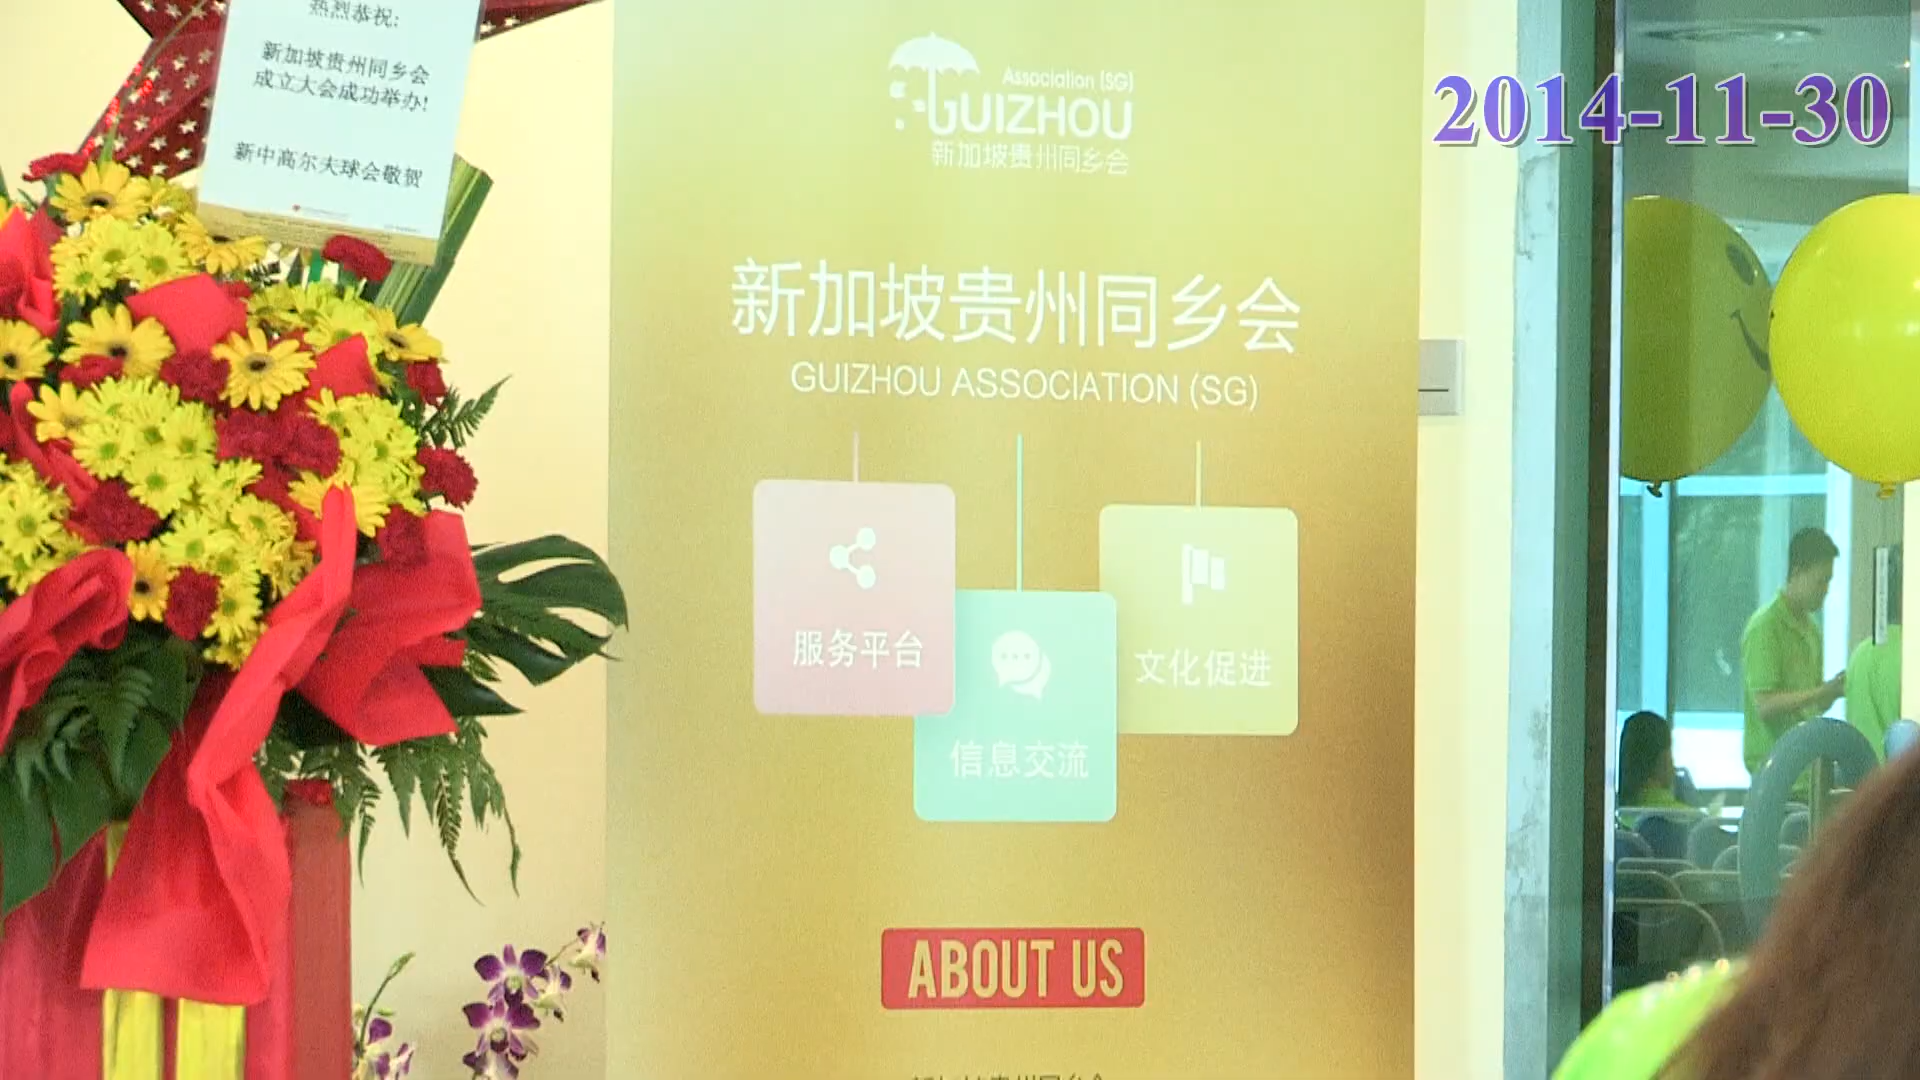 热烈恭祝:
新加坡贵州同乡会
成立大会成功举办!
新中高尔夫球会敬贺
Association (SG)
GUIZHOU
新加坡贵州同乡会
2014-11-30
新加坡贵州同乡会
GUIZHOU ASSOCIATION (SG)
服务平台
信息交流
文化促进
ABOUT US